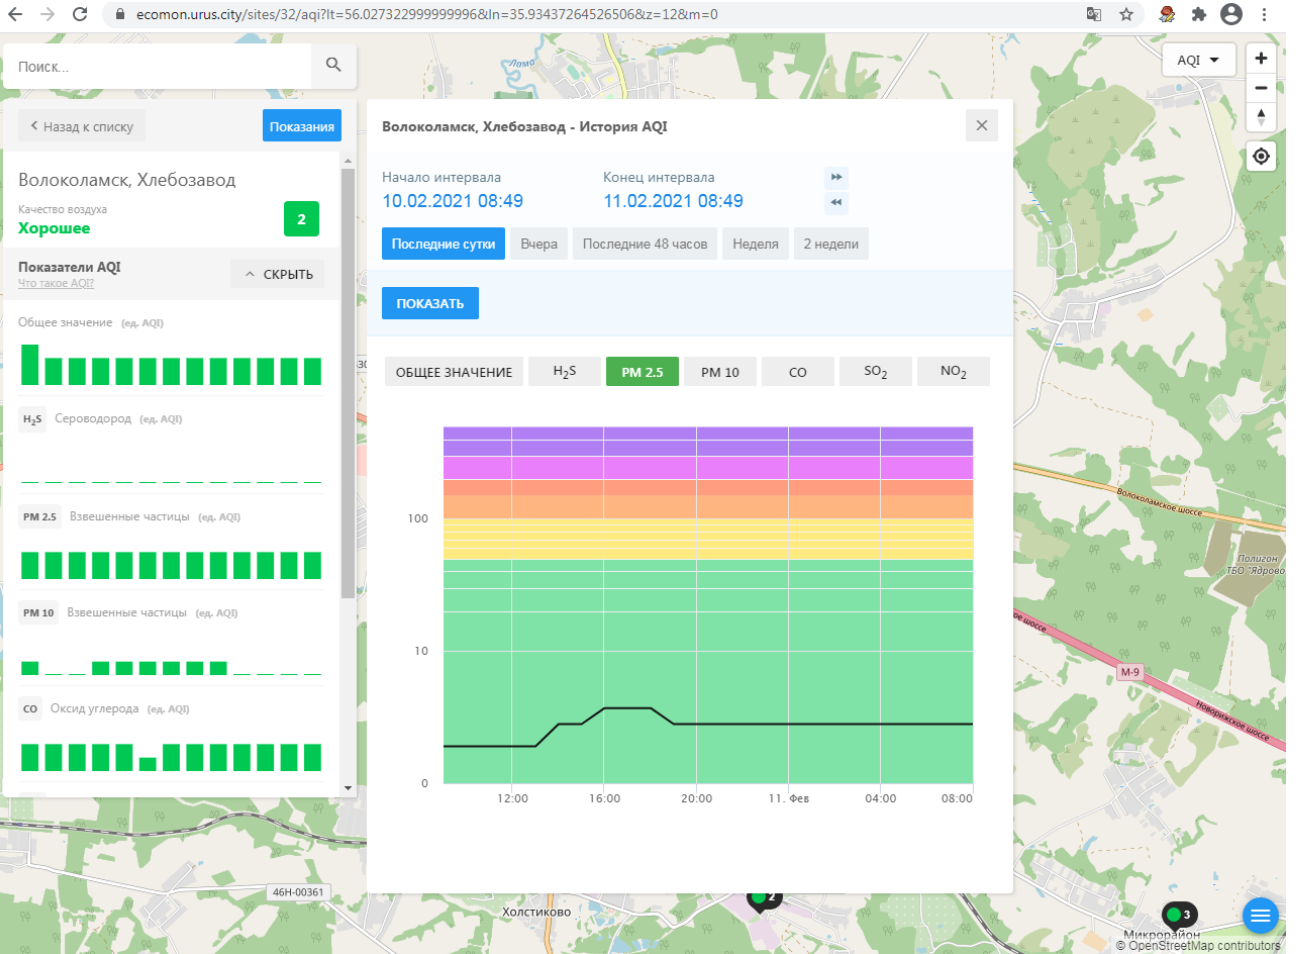 ecomon.urus.city/sites/32/aqi?lt=56.027322999999996&ln=35.93437264526506&z=12&m=0
Поиск...
AQI
Назад к списку
Показания
Волоколамск, Хлебозавод
Качество воздуха
Хорошее
2
Показатели AQI
Что такое AQI?
СКРЫТЬ
Общее значение (ед. AQI)
H₂S Сероводород (ед. AQI)
PM 2.5 Взвешенные частицы (ед. AQI)
PM 10 Взвешенные частицы (ед. AQI)
CO Оксид углерода (ед. AQI)
Волоколамск, Хлебозавод - История AQI
Начало интервала
10.02.2021 08:49
Конец интервала
11.02.2021 08:49
Последние сутки
Вчера
Последние 48 часов
Неделя
2 недели
ПОКАЗАТЬ
ОБЩЕЕ ЗНАЧЕНИЕ
H₂S
PM 2.5
PM 10
CO
SO₂
NO₂
100
10
0
12:00
16:00
20:00
11. Фев
04:00
08:00
Лама
Волоколамское шоссе
Полигон
ТБО "Ядрово
М-9
Новорижское шоссе
46Н-00361
Холстиково
2
3
Микрорайон
© OpenStreetMap contributors